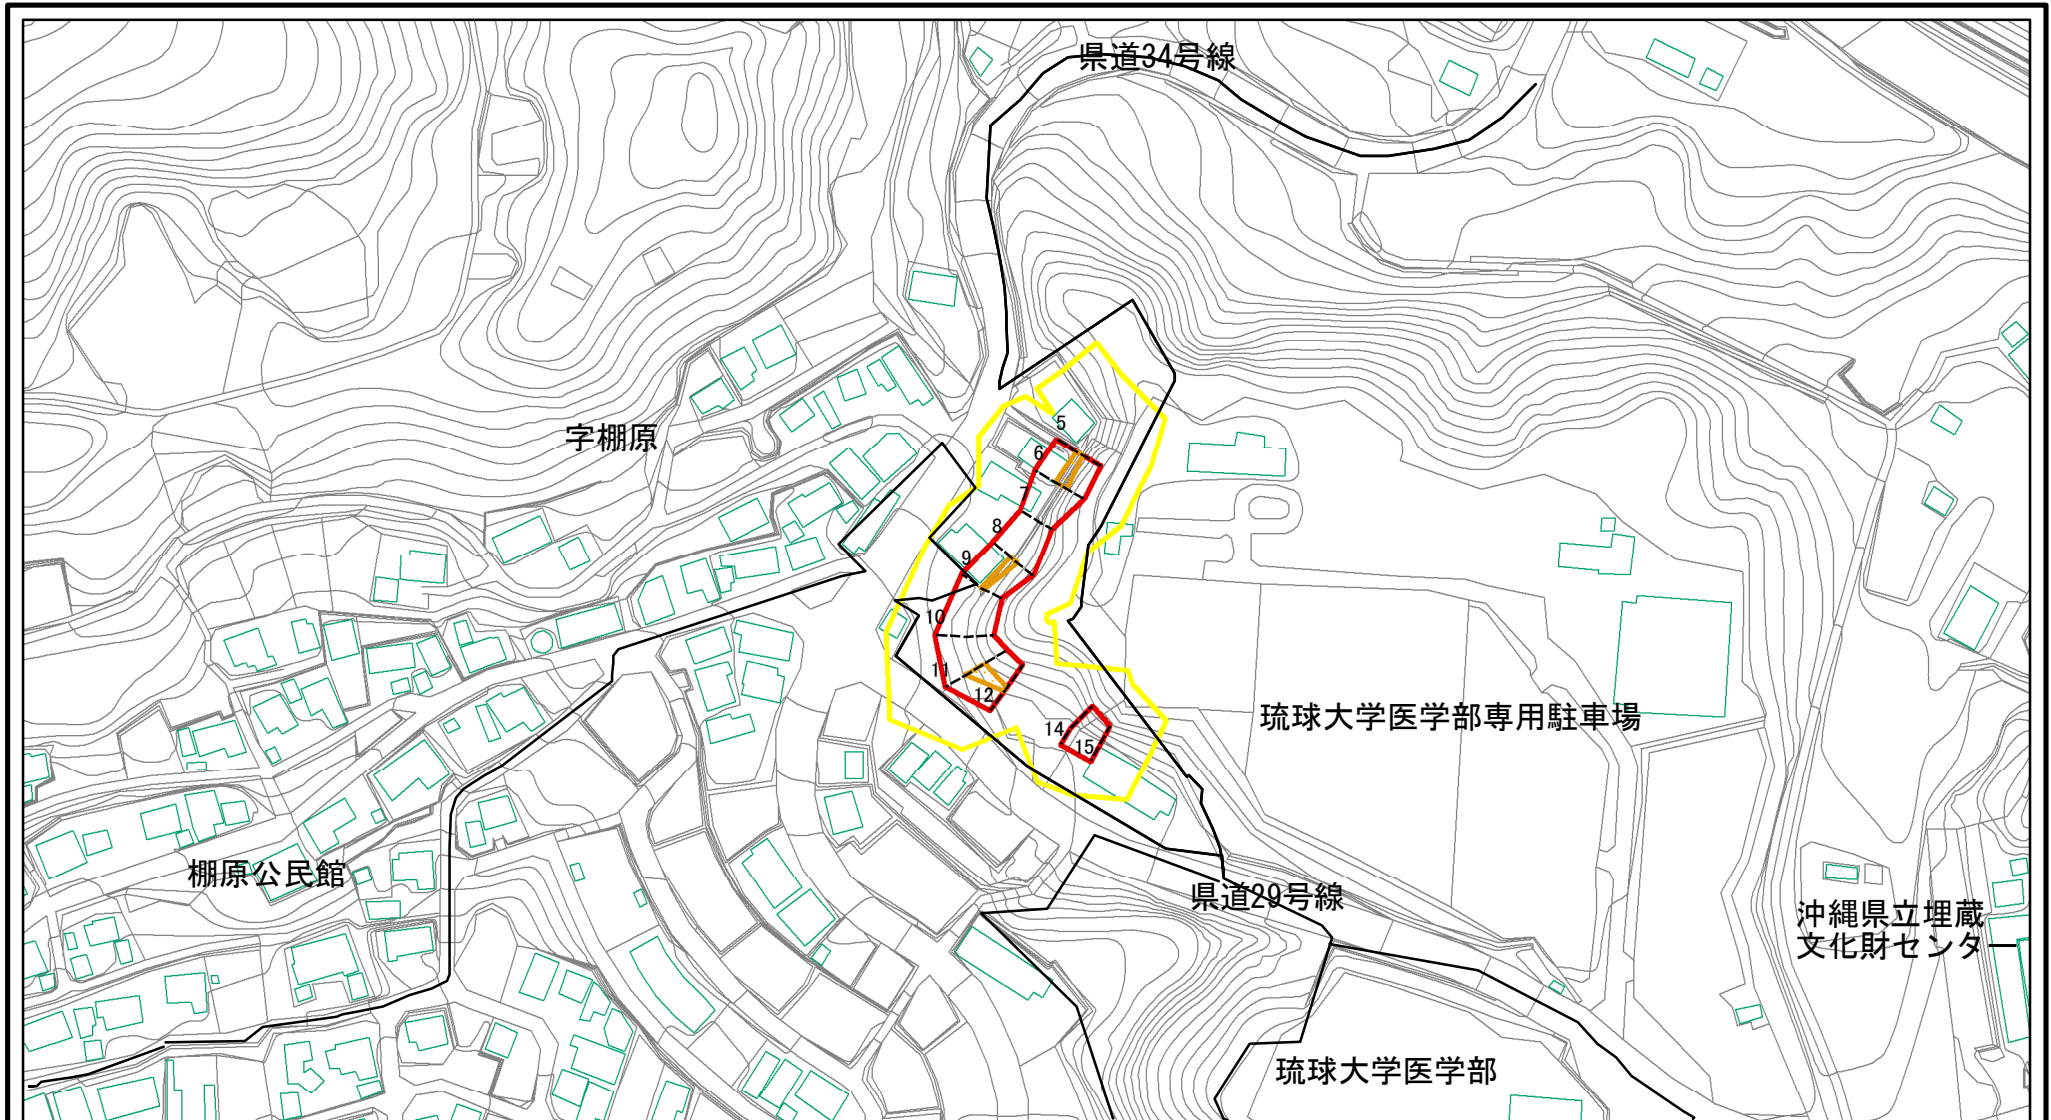 県道34号線
字棚原
5
6
7
8
9
10
11
12
14
15
琉球大学医学部専用駐車場
棚原公民館
県道29号線
沖縄県立埋蔵
文化財センター
琉球大学医学部